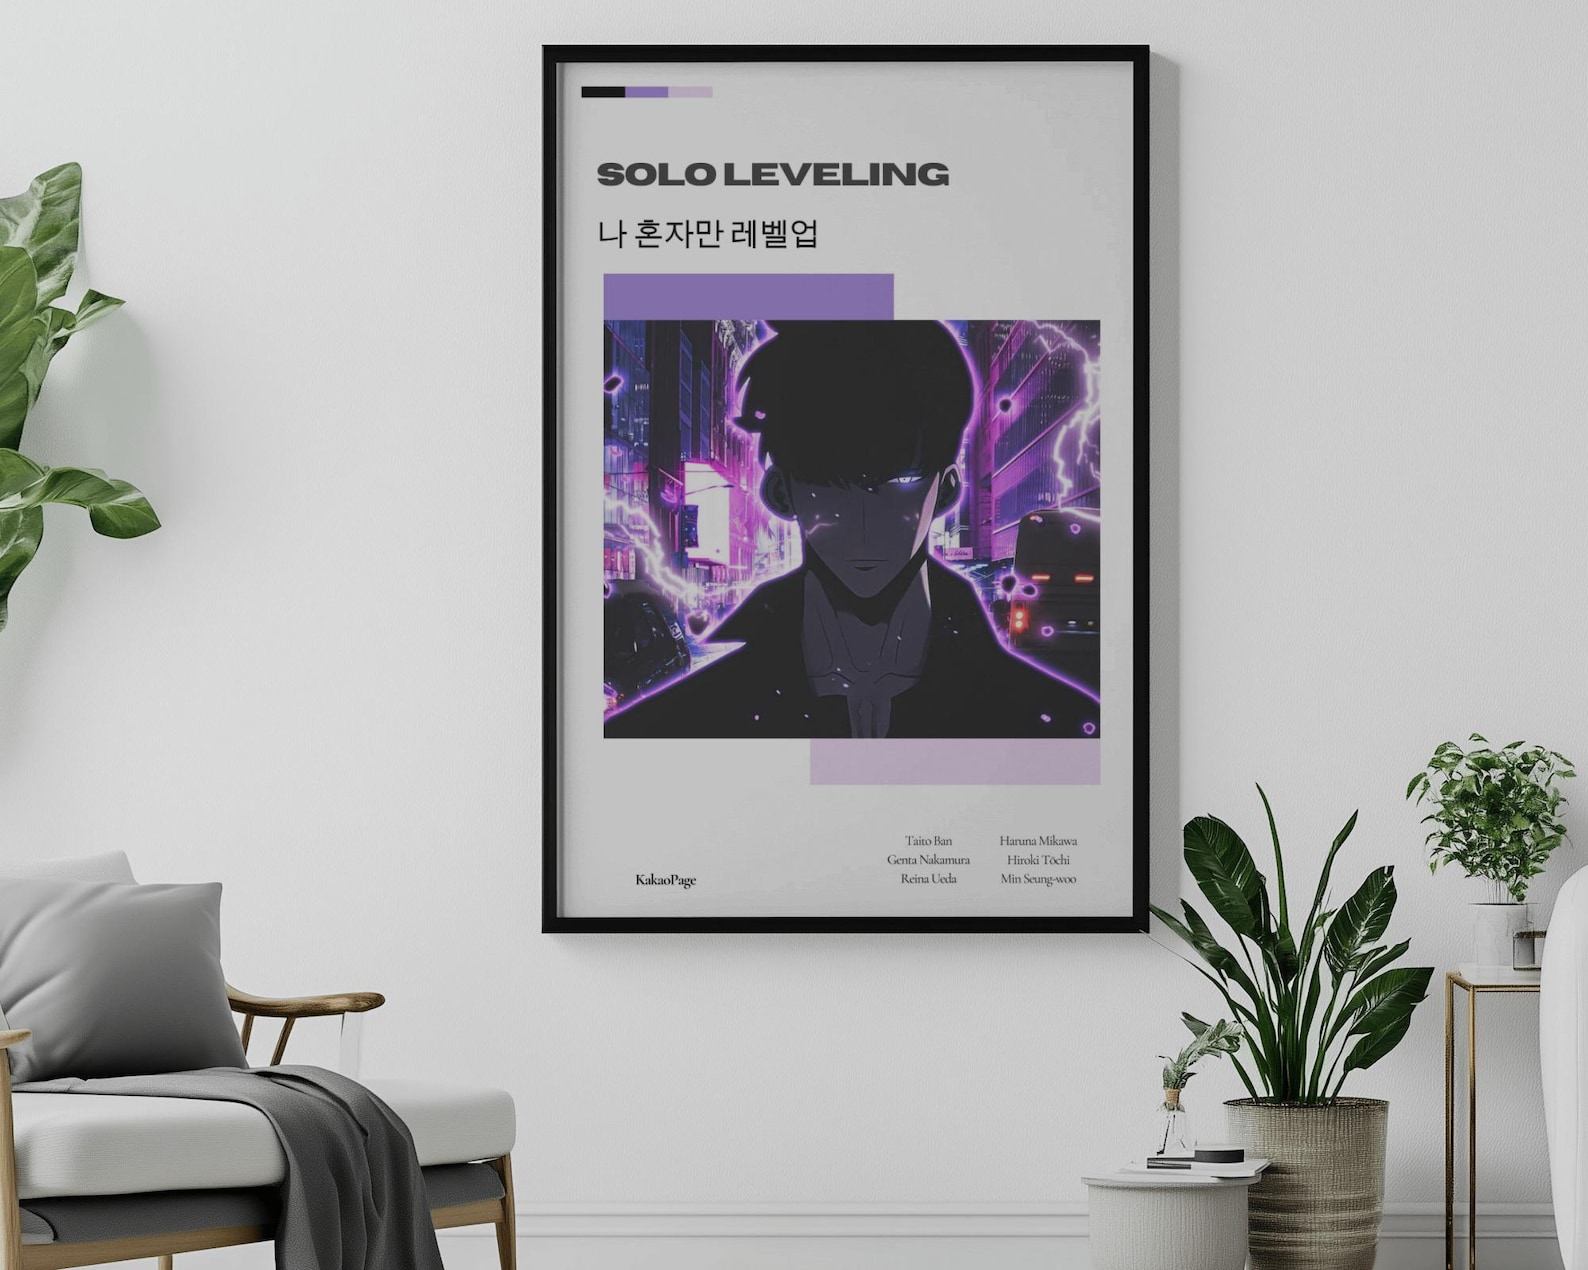 SOLO LEVELING
나 혼자만 레벨업
Taito Ban
Genta Nakamura
Reina Ueda
Haruna Mikawa
Hiroki Tōchi
Min Seung-woo
KakaoPage